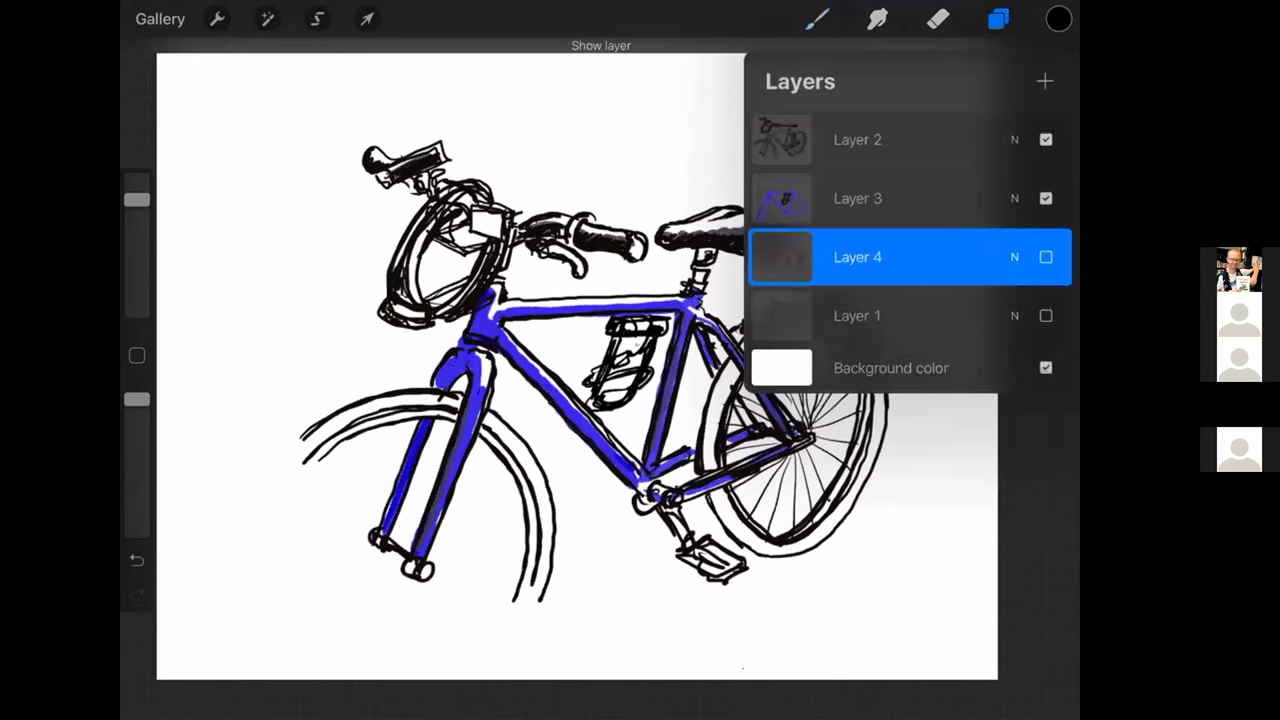 Gallery
Show layer
Layers
Layer 2 N
Layer 3 N
Layer 4 N
Layer 1 N
Background color